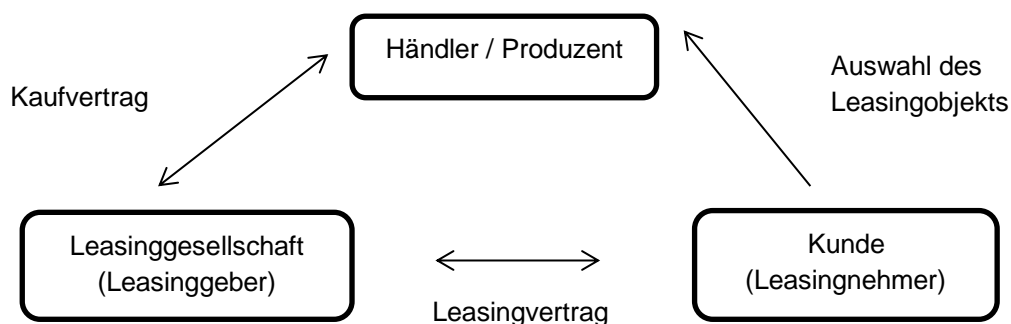 Händler / Produzent
Kaufvertrag
Auswahl des
Leasingobjekts
Leasinggesellschaft
(Leasinggeber)
Kunde
(Leasingnehmer)
Leasingvertrag